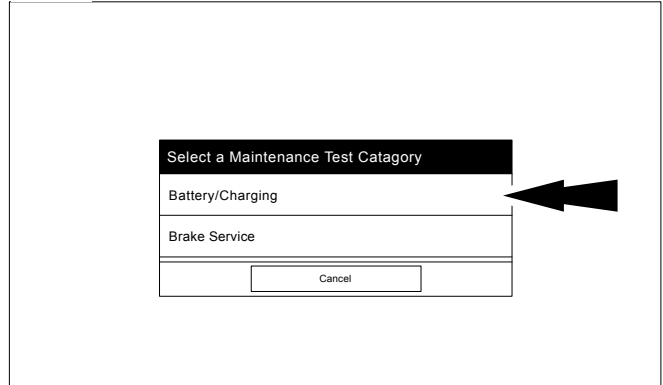 Select a Maintenance Test Catagory
Battery/Charging
Brake Service
Cancel